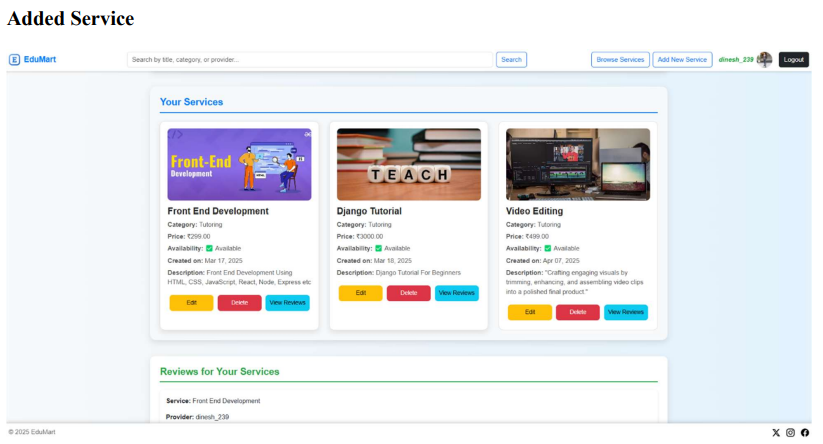 Added Service
E EduMart
Search by title, category, or provider...
Search
Browse Services
Add New Service
dinesh_239
Logout
Your Services
Front-End
Development
Front End Development
Category: Tutoring
Price: ₹299.00
Availability: ✅ Available
Created on: Mar 17, 2025
Description: Front End Development Using
HTML, CSS, JavaScript, React, Node, Express etc
Edit
Delete
View Reviews
TEACH
Django Tutorial
Category: Tutoring
Price: ₹3000.00
Availability: ✅ Available
Created on: Mar 18, 2025
Description: Django Tutorial For Beginners
Edit
Delete
View Reviews
Video Editing
Category: Tutoring
Price: ₹499.00
Availability: ✅ Available
Created on: Apr 07, 2025
Description: "Crafting engaging visuals by
trimming, enhancing, and assembling video clips
into a polished final product."
Edit
Delete
View Reviews
Reviews for Your Services
Service: Front End Development
Provider: dinesh_239
© 2025 EduMart